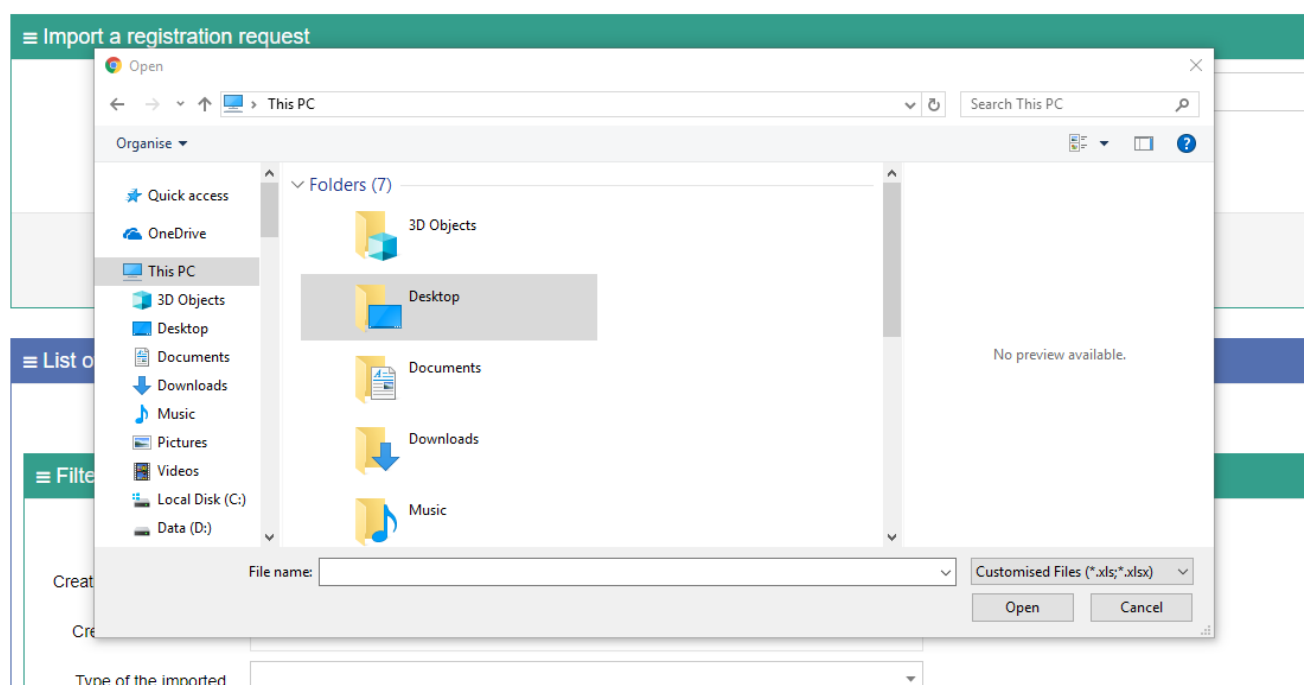 Import a registration request
Open
This PC
Search This PC
Organise
Quick access
OneDrive
This PC
3D Objects
Desktop
Documents
Downloads
Music
Pictures
Videos
Local Disk (C:)
Data (D:)
Folders (7)
3D Objects
Desktop
Documents
Downloads
Music
No preview available.
File name:
Customised Files (*.xls;*.xlsx)
Open
Cancel
List o
Filte
Creat
Cre
Type of the imported